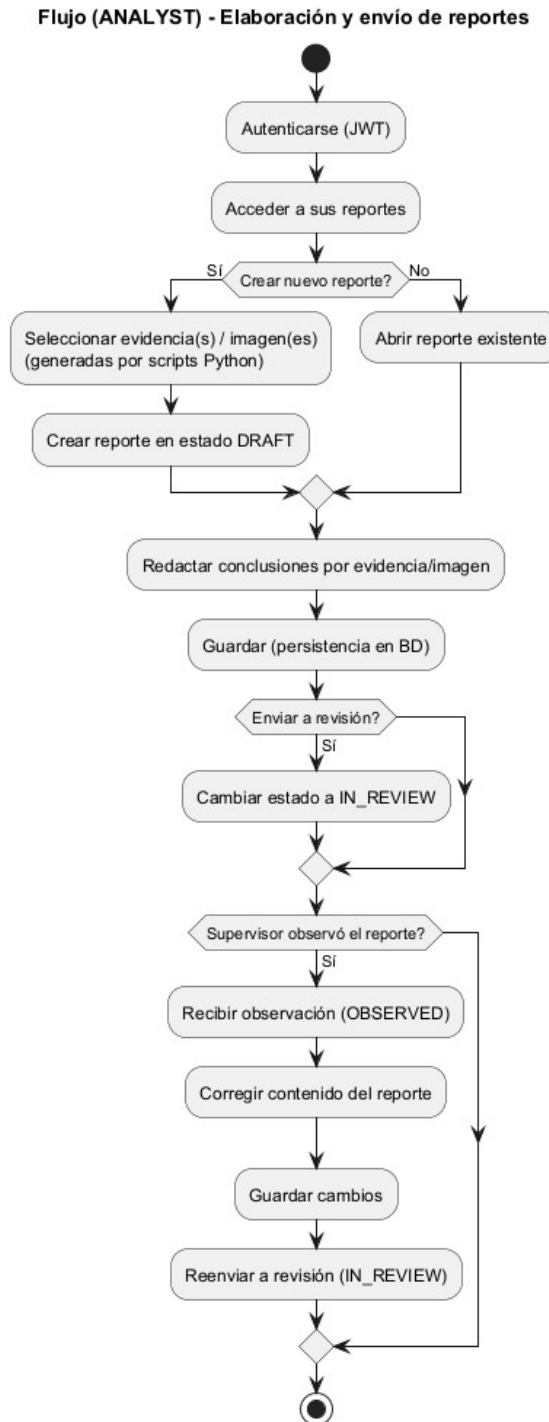 Flujo (ANALYST) - Elaboración y envío de reportes
Autenticarse (JWT)
Acceder a sus reportes
Sí
Crear nuevo reporte?
No
Seleccionar evidencia(s) / imagen(es)
(generadas por scripts Python)
Abrir reporte existente
Crear reporte en estado DRAFT
Redactar conclusiones por evidencia/imagen
Guardar (persistencia en BD)
Enviar a revisión?
Sí
Cambiar estado a IN_REVIEW
Supervisor observó el reporte?
Sí
Recibir observación (OBSERVED)
Corregir contenido del reporte
Guardar cambios
Reenviar a revisión (IN_REVIEW)